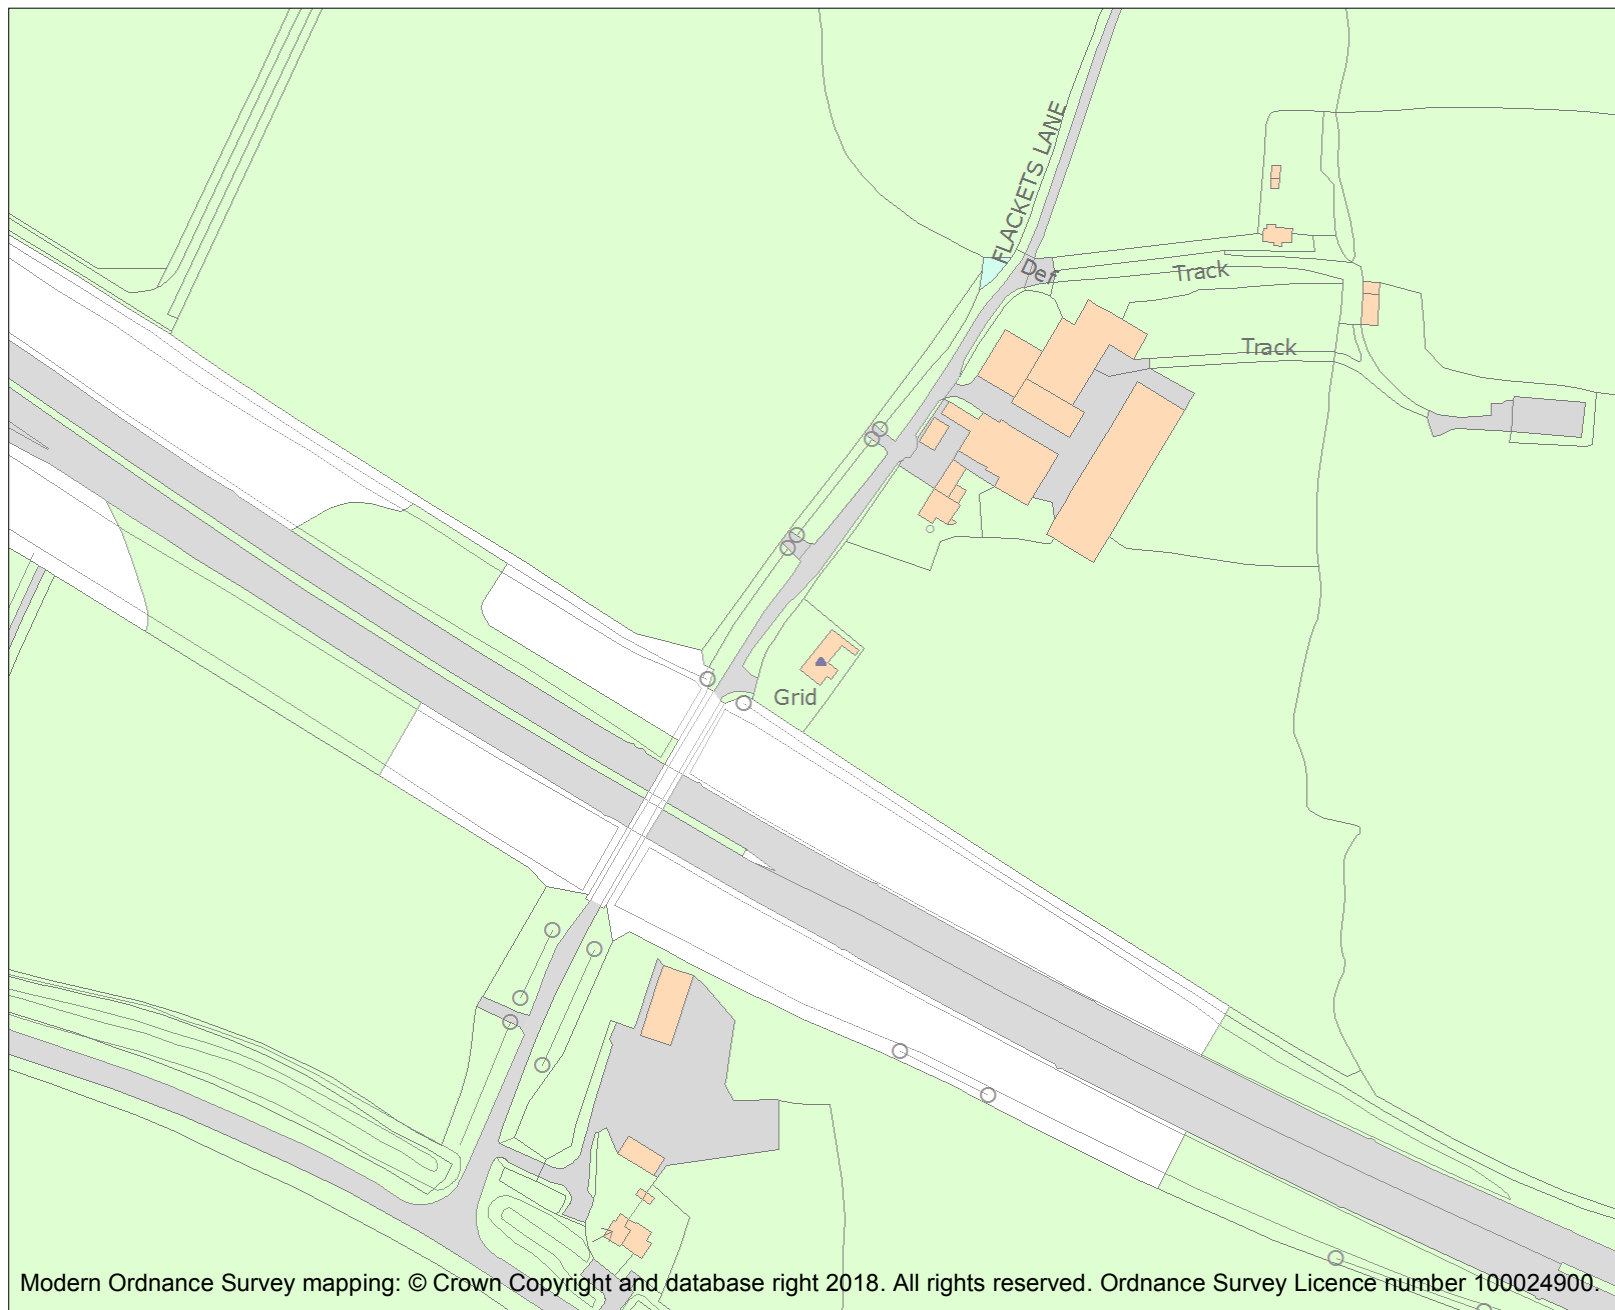 FLACKETS LANE
Def
Track
Track
Grid
Modern Ordnance Survey mapping: © Crown Copyright and database right 2018. All rights reserved. Ordnance Survey Licence number 100024900.